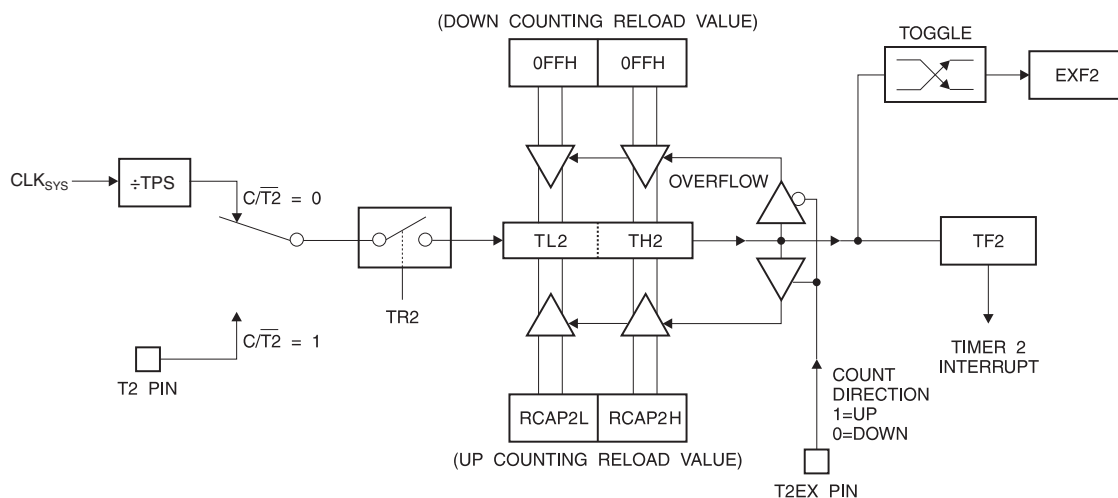 (DOWN COUNTING RELOAD VALUE)
0FFH 0FFH
TOGGLE
EXF2
CLKSYS
÷TPS
C/T2 = 0
OVERFLOW
TL2 TH2
TF2
TR2
C/T2 = 1
T2 PIN
TIMER 2
INTERRUPT
COUNT
DIRECTION
1=UP
0=DOWN
RCAP2L RCAP2H
(UP COUNTING RELOAD VALUE)
T2EX PIN